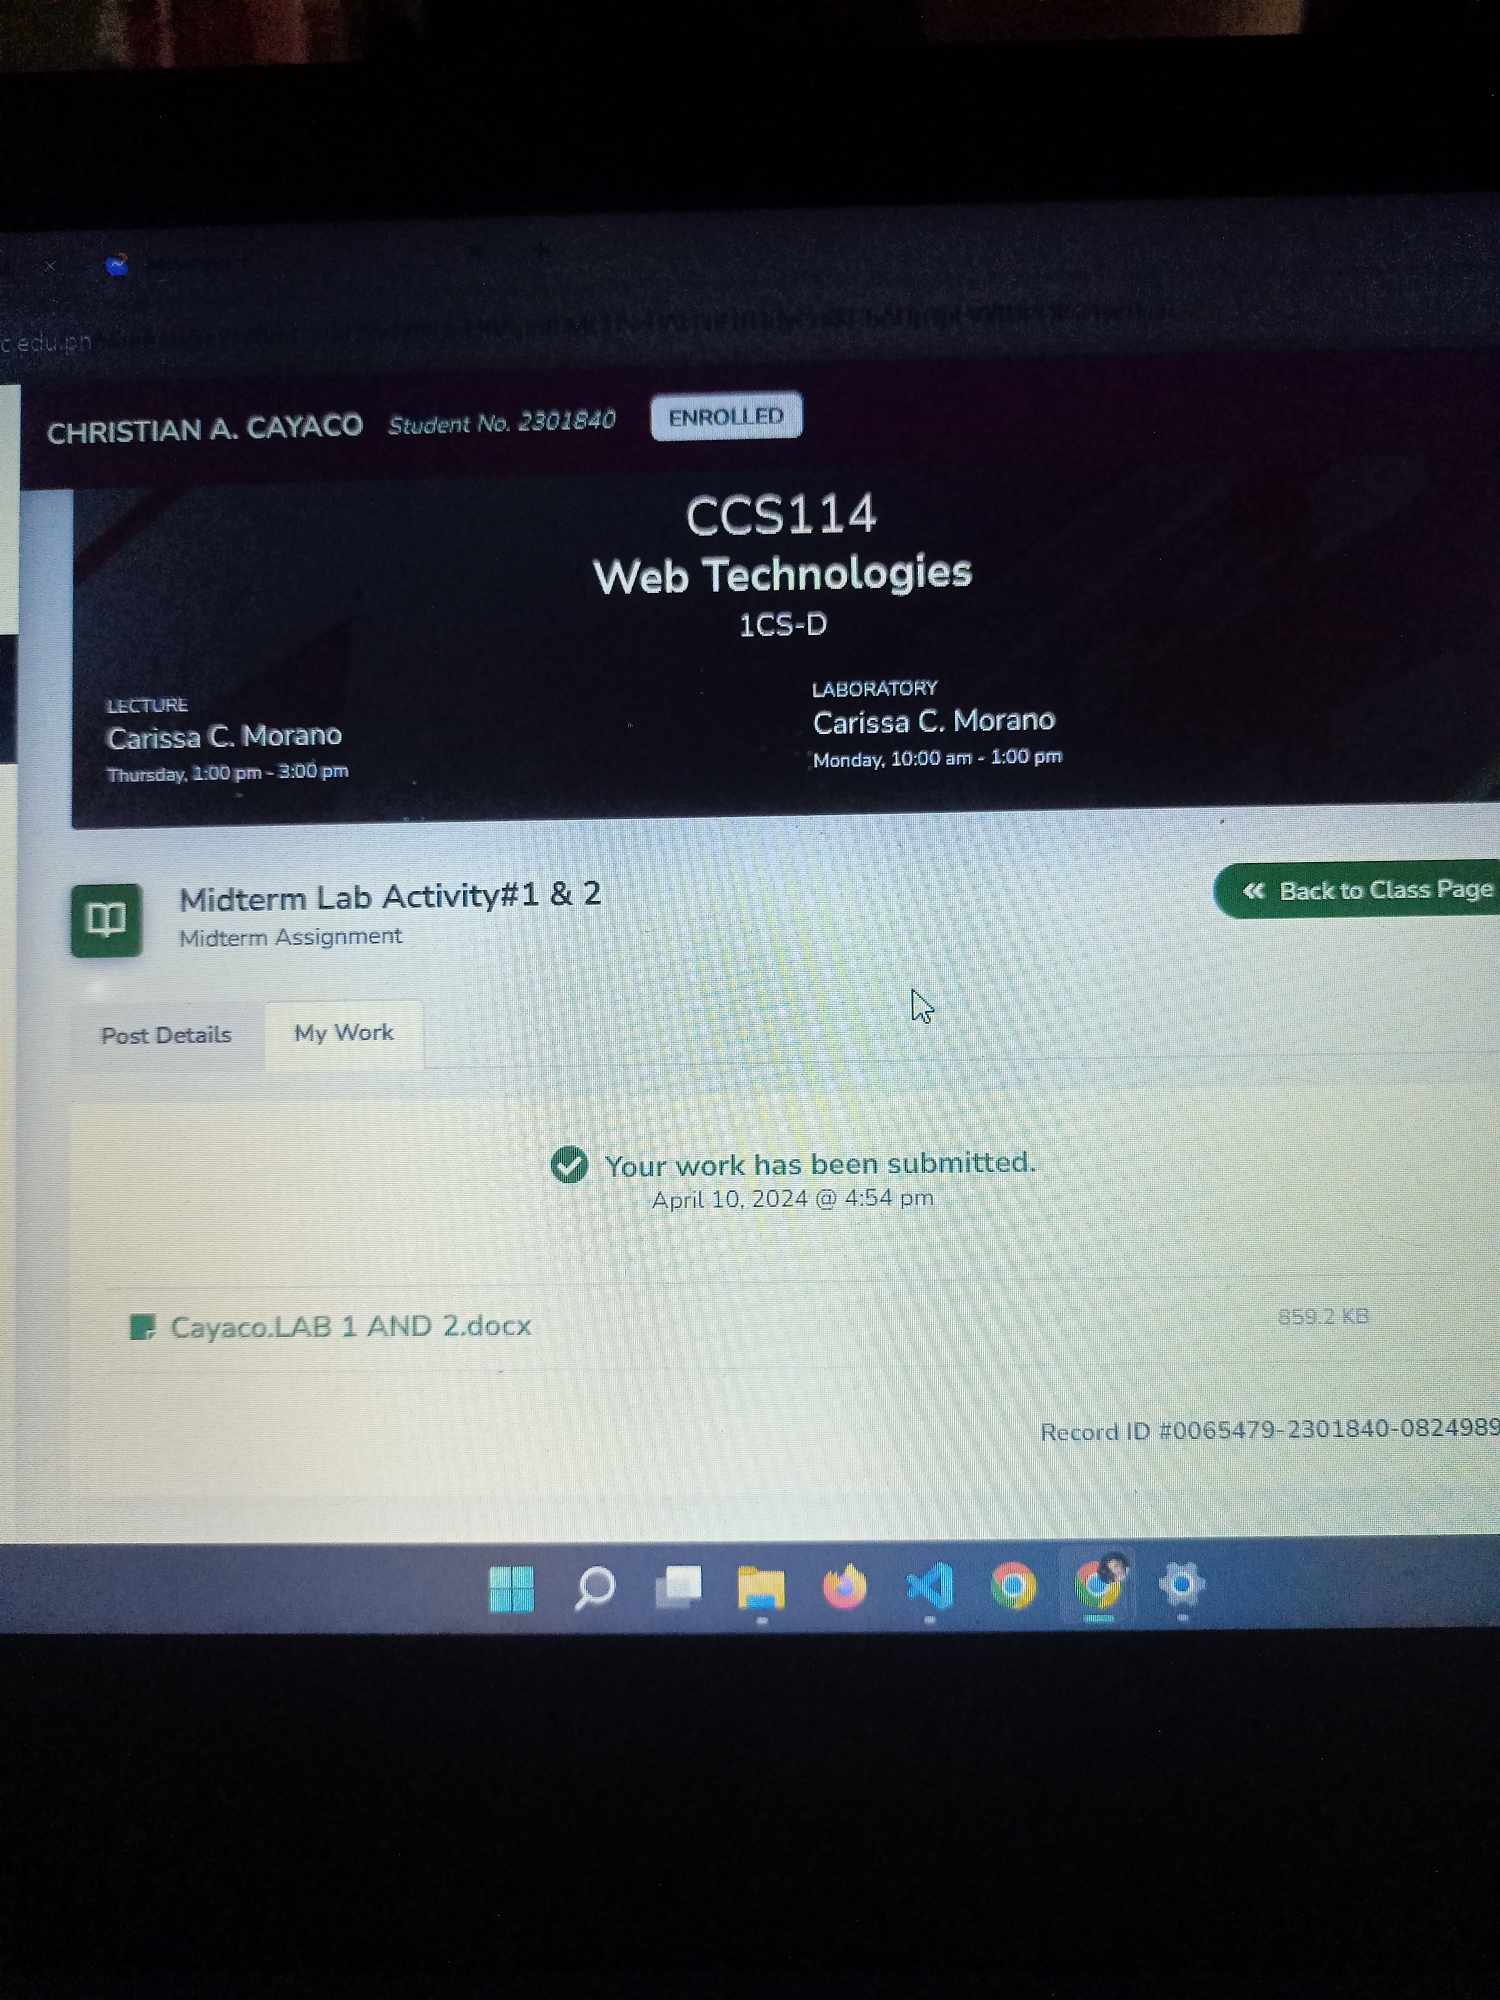 c.edu.ph
CHRISTIAN A. CAYACO Student No. 2301840 ENROLLED
CCS114
Web Technologies
1CS-D
LECTURE
Carissa C. Morano
Thursday, 1:00 pm - 3:00 pm
LABORATORY
Carissa C. Morano
Monday, 10:00 am - 1:00 pm
Midterm Lab Activity#1 & 2
Midterm Assignment
« Back to Class Page
Post Details
My Work
Your work has been submitted.
April 10, 2024 @ 4:54 pm
Cayaco.LAB 1 AND 2.docx
859.2 KB
Record ID #0065479-2301840-0824989